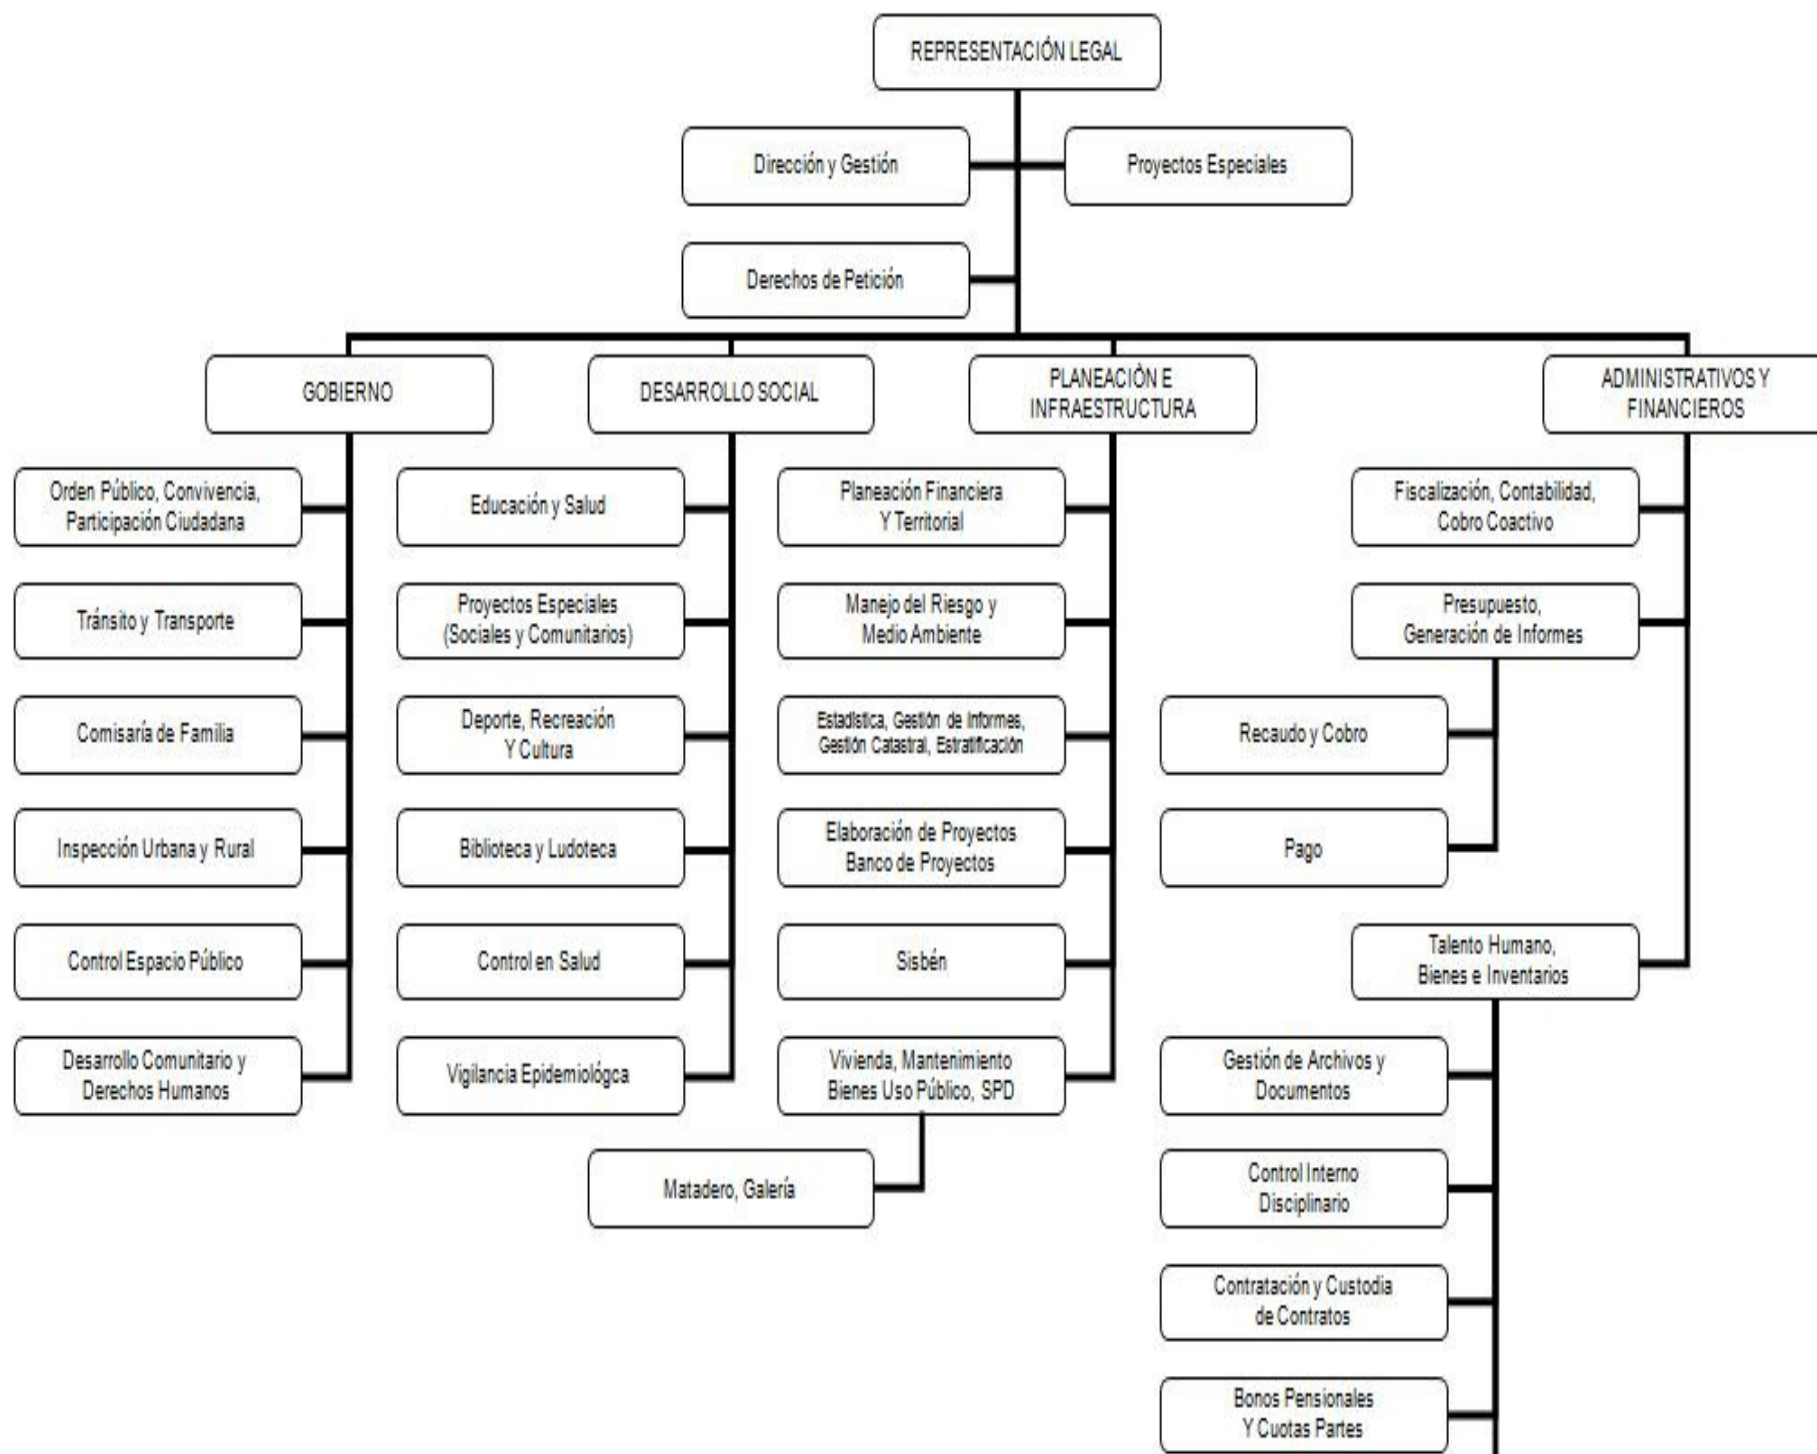 REPRESENTACIÓN LEGAL
Dirección y Gestión
Proyectos Especiales
Derechos de Petición
GOBIERNO
DESARROLLO SOCIAL
PLANEACIÓN E
INFRAESTRUCTURA
ADMINISTRATIVOS Y
FINANCIEROS
Orden Público, Convivencia,
Participación Ciudadana
Tránsito y Transporte
Comisaría de Familia
Inspección Urbana y Rural
Control Espacio Público
Desarrollo Comunitario y
Derechos Humanos
Educación y Salud
Proyectos Especiales
(Sociales y Comunitarios)
Deporte, Recreación
Y Cultura
Biblioteca y Ludoteca
Control en Salud
Vigilancia Epidemiológca
Planeación Financiera
Y Territorial
Manejo del Riesgo y
Medio Ambiente
Estadística, Gestión de Informes,
Gestión Catastral, Estratificación
Elaboración de Proyectos
Banco de Proyectos
Sisbén
Vivienda, Mantenimiento
Bienes Uso Público, SPD
Matadero, Galería
Fiscalización, Contabilidad,
Cobro Coactivo
Presupuesto,
Generación de Informes
Recaudo y Cobro
Pago
Talento Humano,
Bienes e Inventarios
Gestión de Archivos y
Documentos
Control Interno
Disciplinario
Contratación y Custodia
de Contratos
Bonos Pensionales
Y Cuotas Partes